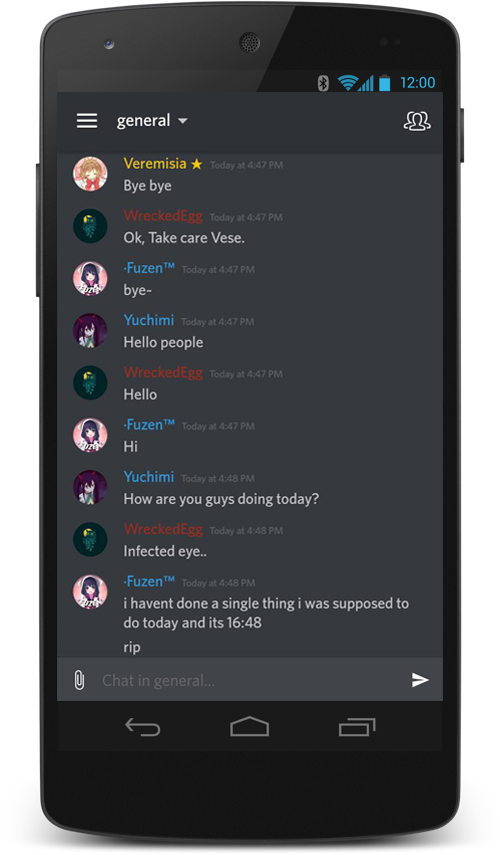 12:00
general
Veremisia ★ Today at 4:47 PM
Bye bye
WreckedEgg Today at 4:47 PM
Ok, Take care Vese.
·Fuzen™ Today at 4:47 PM
bye~
Yuchimi Today at 4:47 PM
Hello people
WreckedEgg Today at 4:47 PM
Hello
·Fuzen™ Today at 4:47 PM
Hi
Yuchimi Today at 4:48 PM
How are you guys doing today?
WreckedEgg Today at 4:48 PM
Infected eye..
·Fuzen™ Today at 4:48 PM
i havent done a single thing i was supposed to
do today and its 16:48
rip
Chat in general...